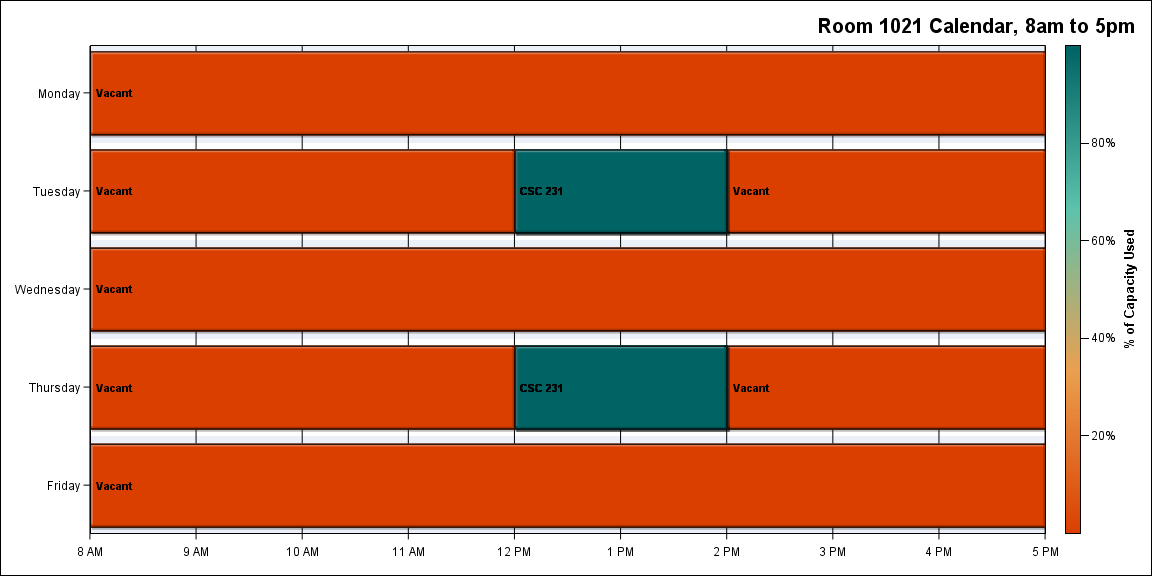 Room 1021 Calendar, 8am to 5pm
Monday
Vacant
Tuesday
Vacant
CSC 231
Vacant
Wednesday
Vacant
Thursday
Vacant
CSC 231
Vacant
Friday
Vacant
8 AM
9 AM
10 AM
11 AM
12 PM
1 PM
2 PM
3 PM
4 PM
5 PM
80%
60%
40%
20%
% of Capacity Used